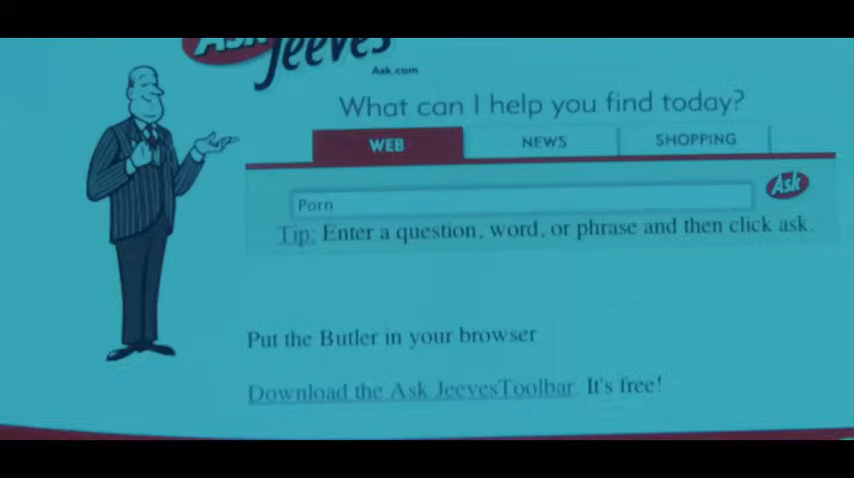 Ask
Jeeves
Ask.com
What can I help you find today?
WEB NEWS SHOPPING
Porn Ask
Tip: Enter a question, word, or phrase and then click ask.
Put the Butler in your browser
Download the Ask JeevesToolbar. It's free!